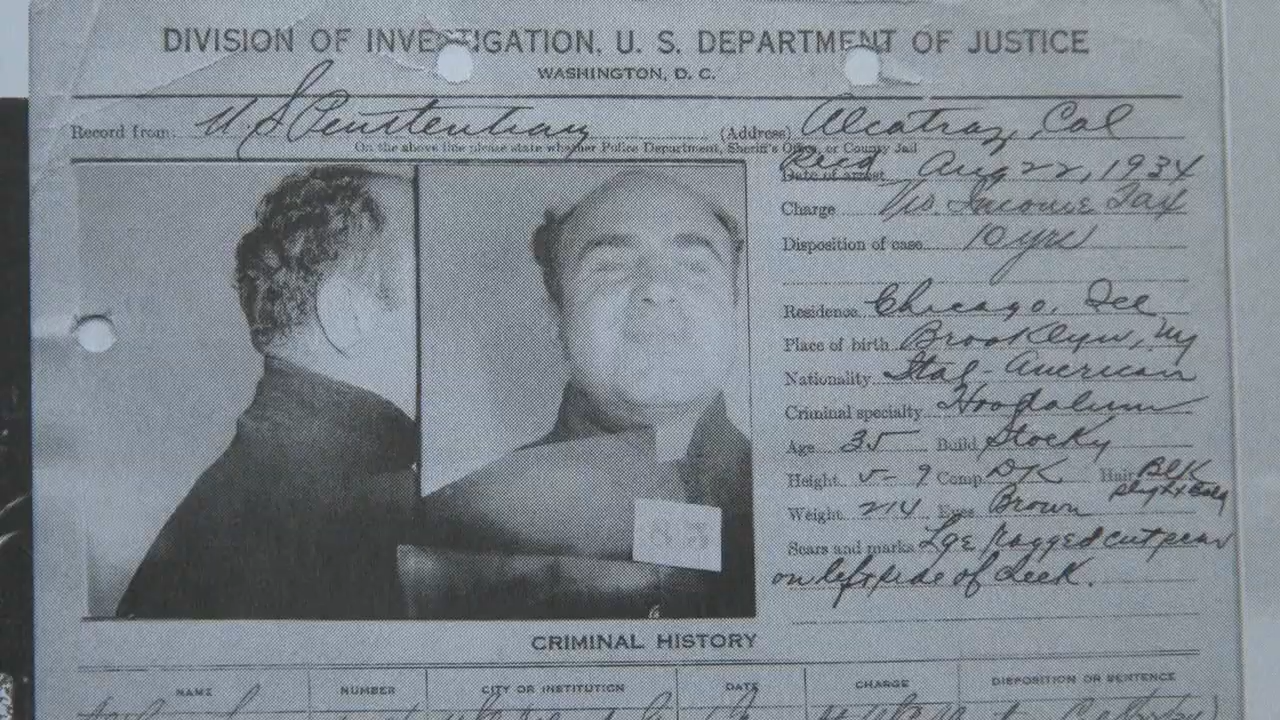 DIVISION OF INVESTIGATION, U. S. DEPARTMENT OF JUSTICE
WASHINGTON, D. C.
Record from: U S Penitentiary (Address) Alcatraz, Cal
On the above line please state whether Police Department, Sheriff's Office, or County Jail
Recd
Date of arrest Aug 22, 1934
Charge Vio. Income Tax
Disposition of case 10 yrs
Residence Chicago, Ill
Place of birth Brooklyn, Ny
Nationality Ital-American
Criminal specialty Hoodlum
Age 35 Build Stocky
Height 5-9 Comp DK Hair Blk
Weight 214 Eyes Brown
Scars and marks Lge jagged cut scar
on left side of
CRIMINAL HISTORY
NAME NUMBER CITY OR INSTITUTION DATE CHARGE DISPOSITION OR SENTENCE